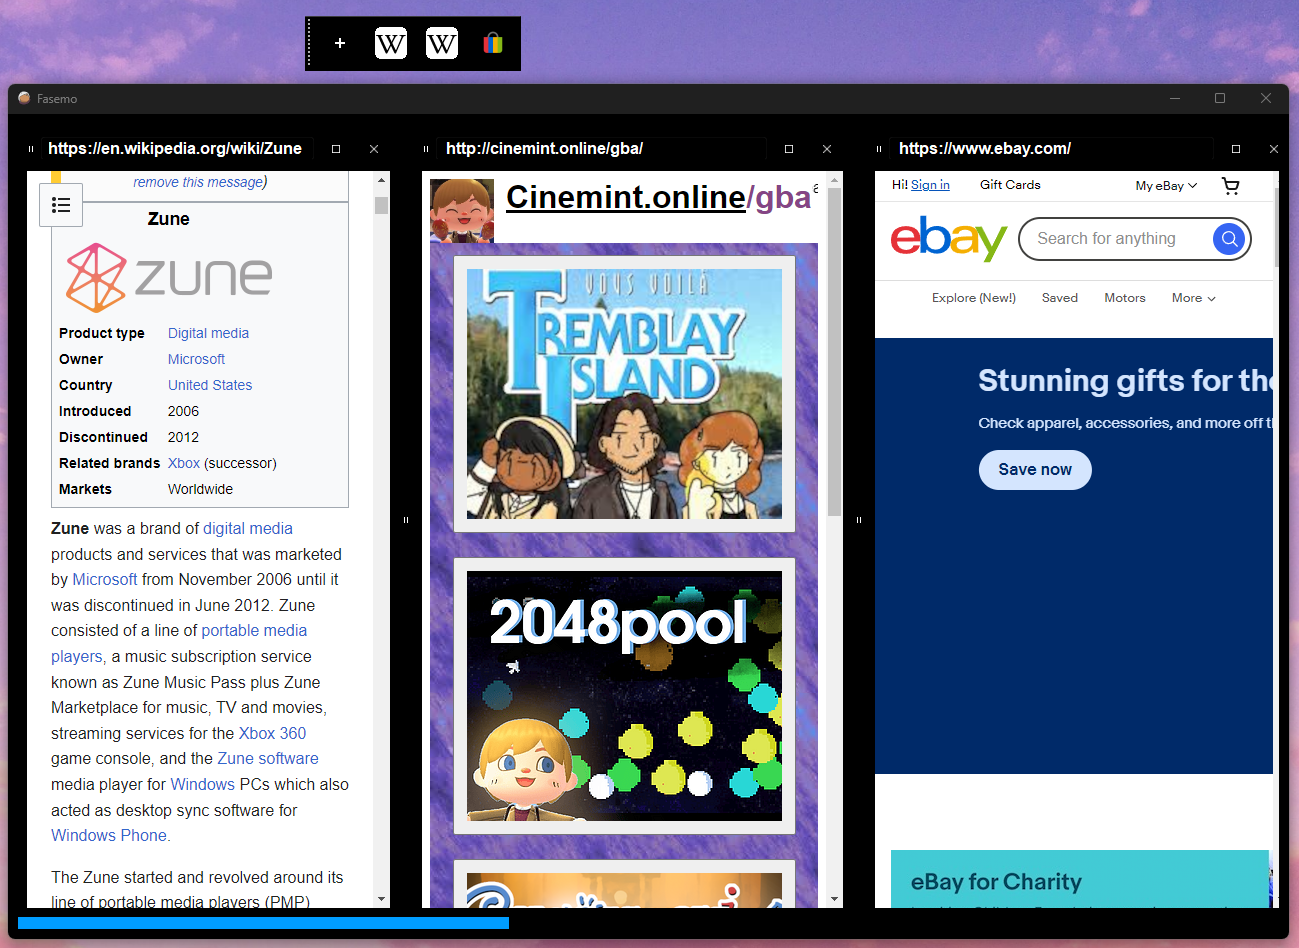 + W W
Fasemo
https://en.wikipedia.org/wiki/Zune
remove this message)
Zune
zune
Product type Digital media
Owner Microsoft
Country United States
Introduced 2006
Discontinued 2012
Related brands Xbox (successor)
Markets Worldwide
Zune was a brand of digital media
products and services that was marketed
by Microsoft from November 2006 until it
was discontinued in June 2012. Zune
consisted of a line of portable media
players, a music subscription service
known as Zune Music Pass plus Zune
Marketplace for music, TV and movies,
streaming services for the Xbox 360
game console, and the Zune software
media player for Windows PCs which also
acted as desktop sync software for
Windows Phone.
The Zune started and revolved around its
line of portable media players (PMP)
http://cinemint.online/gba/
Cinemint.online/gba
VOUS VOILÀ
TREMBLAY
ISLAND
2048pool
https://www.ebay.com/
Hi! Sign in Gift Cards My eBay
ebay Search for anything
Explore (New!) Saved Motors More
Stunning gifts for the
Check apparel, accessories, and more off
Save now
eBay for Charity